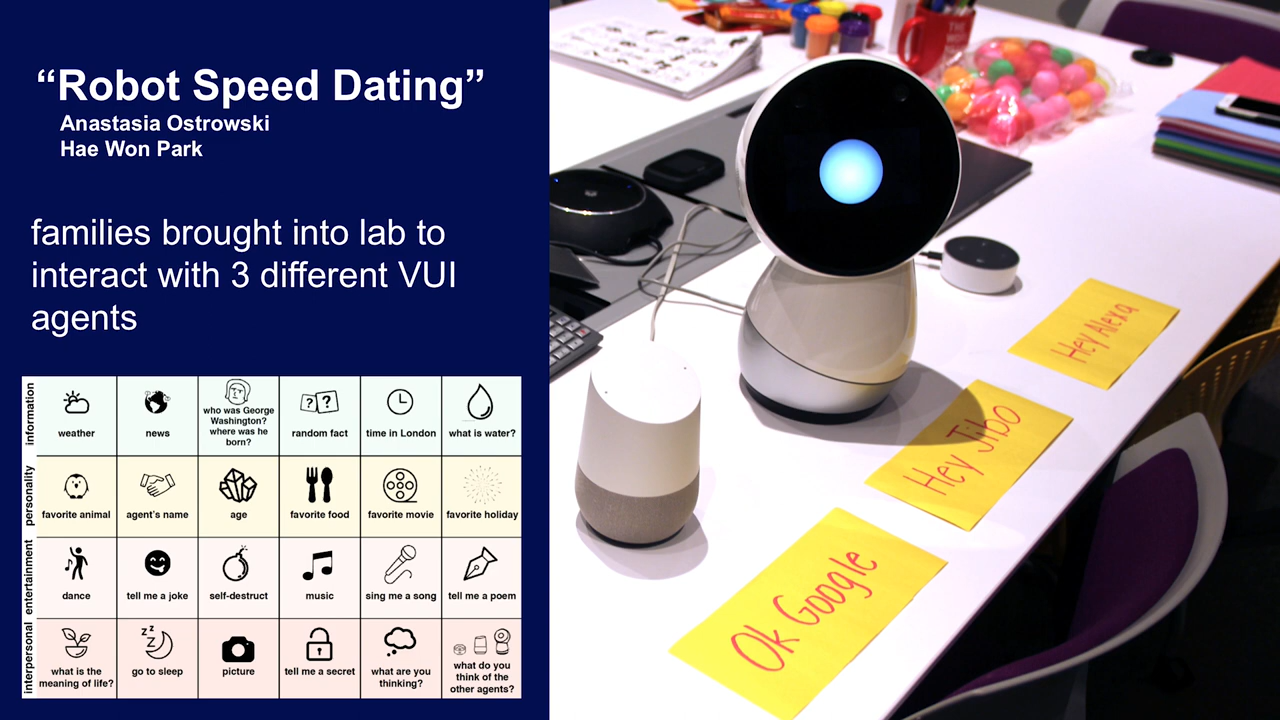 “Robot Speed Dating”
Anastasia Ostrowski
Hae Won Park
families brought into lab to
interact with 3 different VUI
agents
information
weather
news
who was George
Washington?
where was he
born?
random fact
time in London
what is water?
personality
favorite animal
agent's name
age
favorite food
favorite movie
favorite holiday
entertainment
dance
tell me a joke
self-destruct
music
sing me a song
tell me a poem
interpersonal
what is the
meaning of life?
go to sleep
picture
tell me a secret
what are you
thinking?
what do you
think of the
other agents?
Hey Alexa
Hey Jibo
Ok Google